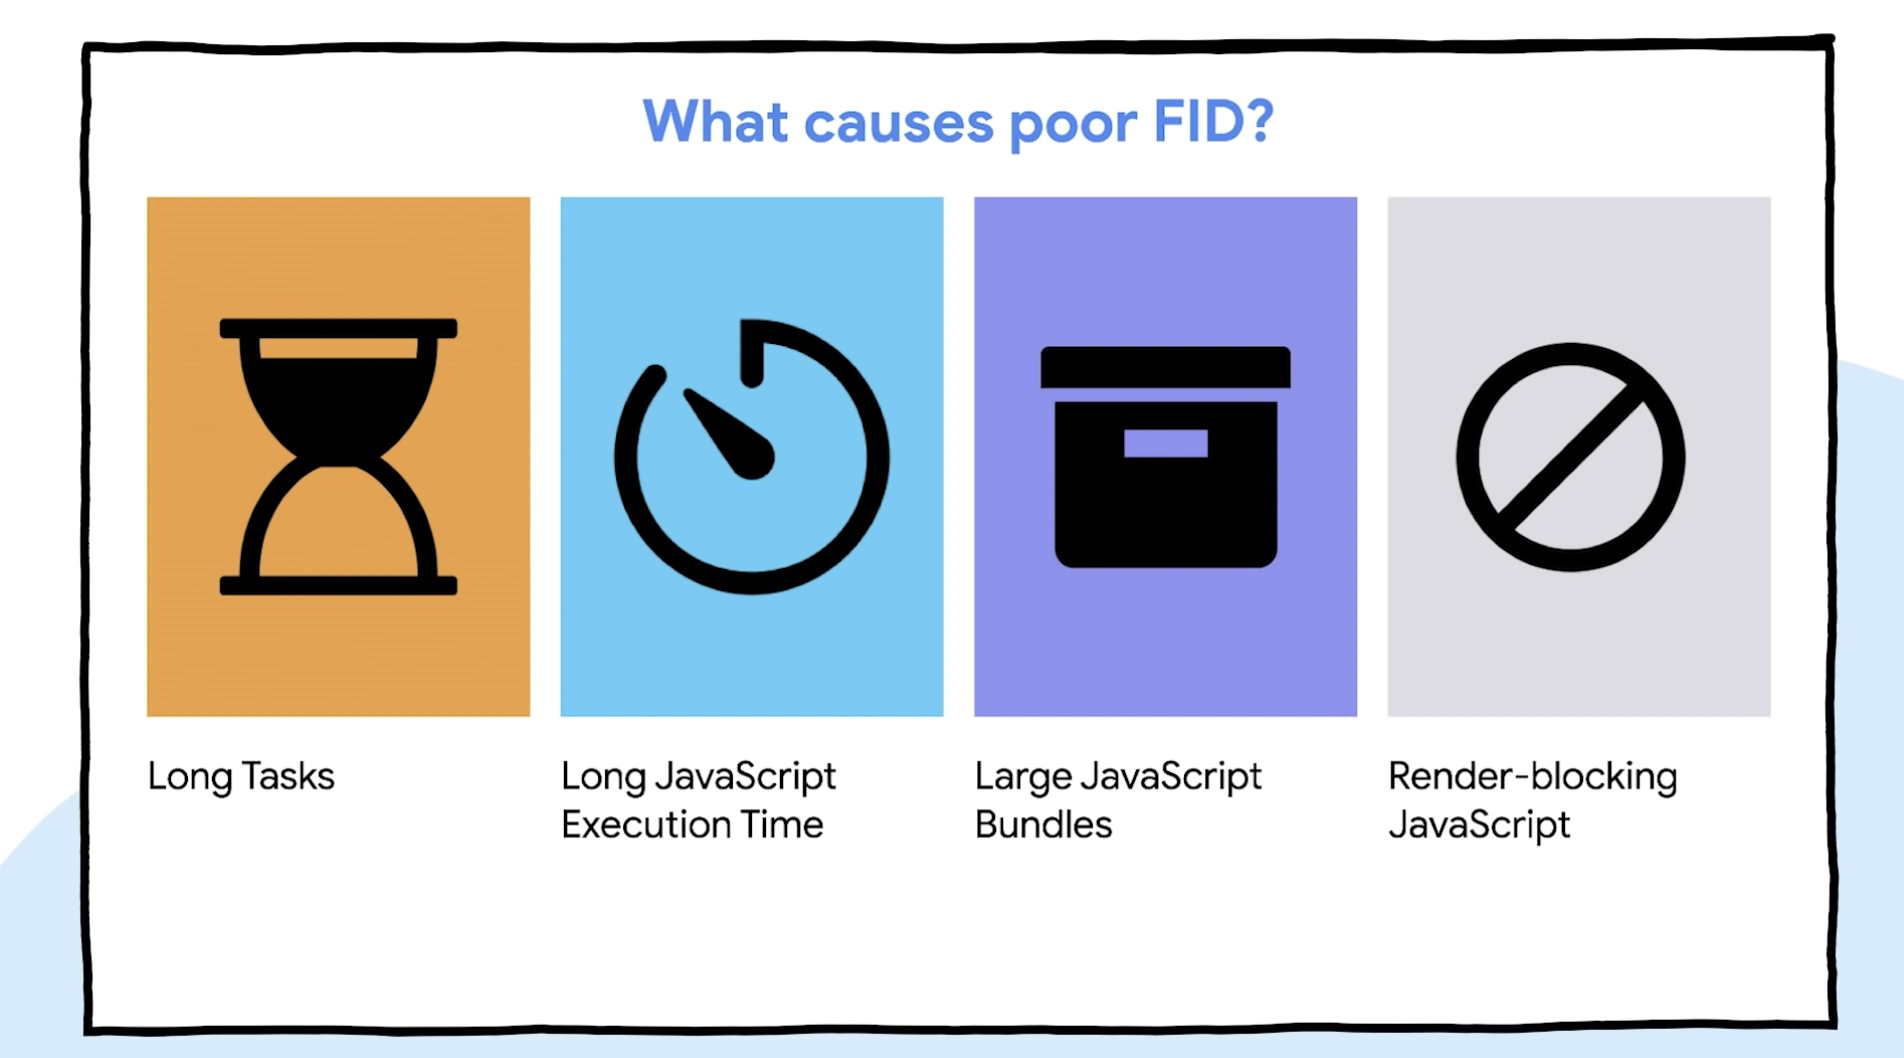 What causes poor FID?
Long Tasks
Long JavaScript
Execution Time
Large JavaScript
Bundles
Render-blocking
JavaScript